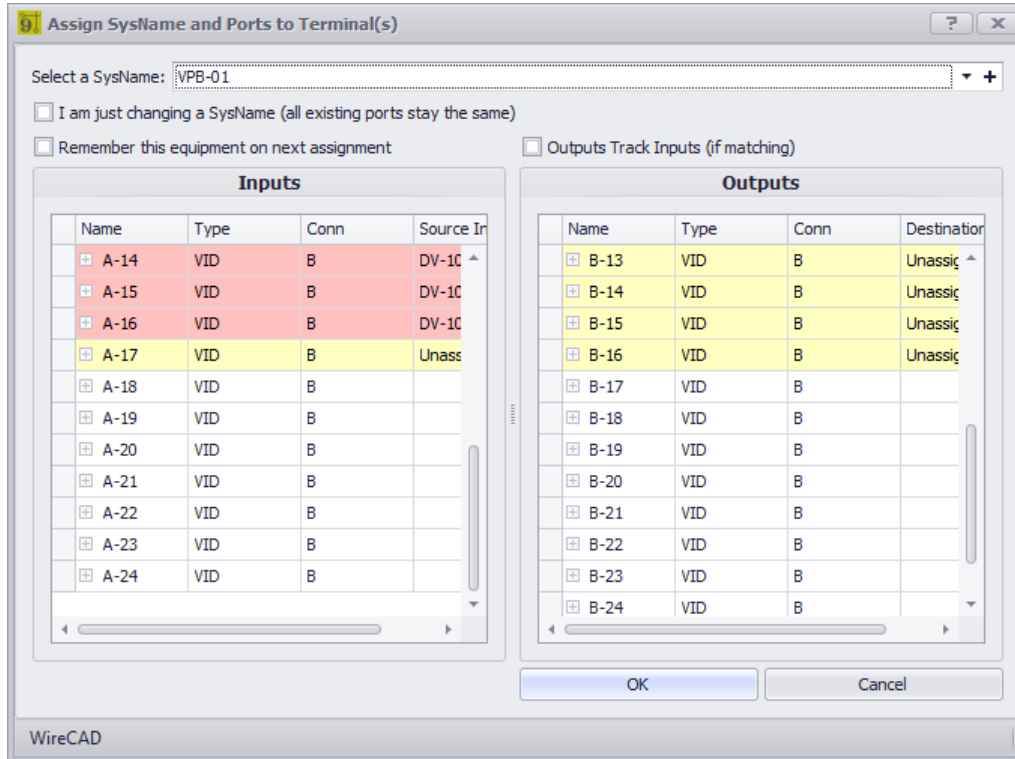 Assign SysName and Ports to Terminal(s)
Select a SysName: VPB-01
I am just changing a SysName (all existing ports stay the same)
Remember this equipment on next assignment
Outputs Track Inputs (if matching)
Inputs
Name Type Conn Source In
A-14 VID B DV-10
A-15 VID B DV-10
A-16 VID B DV-10
A-17 VID B Unass
A-18 VID B
A-19 VID B
A-20 VID B
A-21 VID B
A-22 VID B
A-23 VID B
A-24 VID B
Outputs
Name Type Conn Destination
B-13 VID B Unassig
B-14 VID B Unassig
B-15 VID B Unassig
B-16 VID B Unassig
B-17 VID B
B-18 VID B
B-19 VID B
B-20 VID B
B-21 VID B
B-22 VID B
B-23 VID B
B-24 VID B
OK Cancel
WireCAD